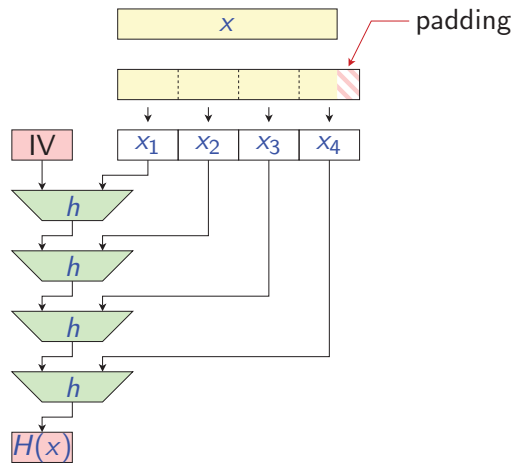 x
padding
IV
x₁ x₂ x₃ x₄
h
h
h
h
H(x)